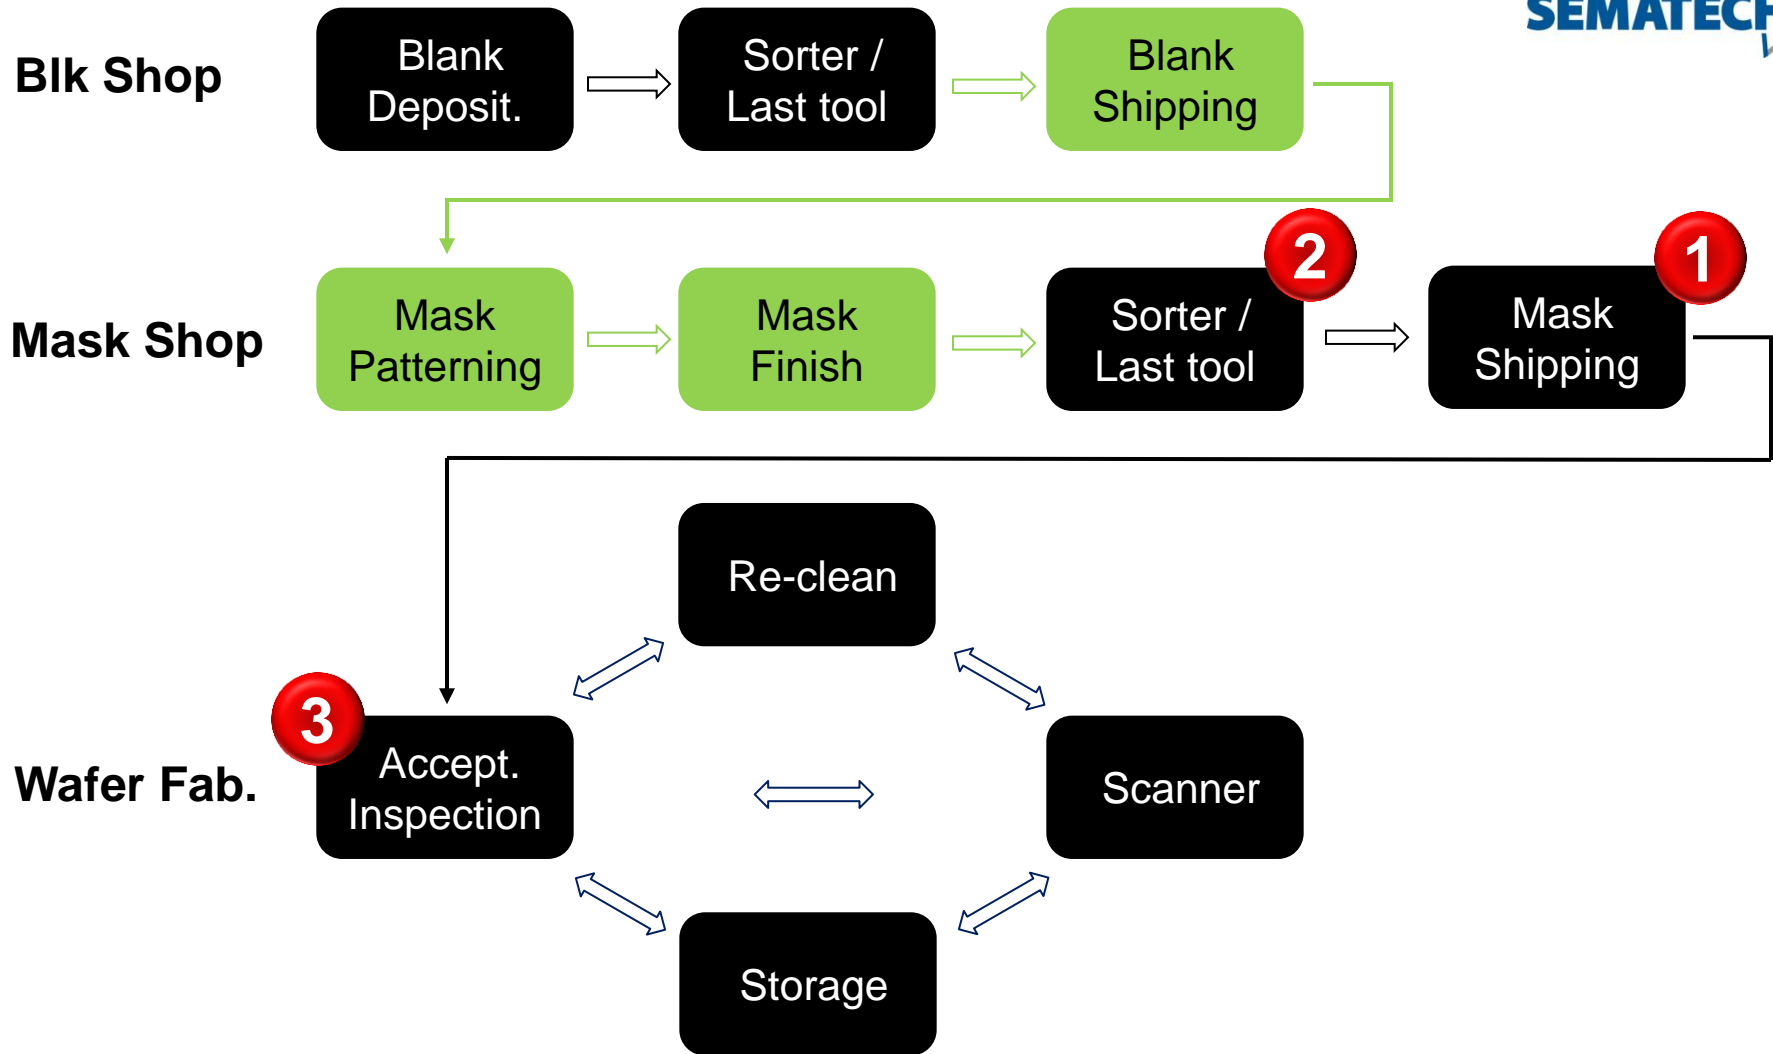 SEMATECH
Blk Shop
Blank
Deposit.
Sorter /
Last tool
Blank
Shipping
Mask Shop
Mask
Patterning
Mask
Finish
2
Sorter /
Last tool
1
Mask
Shipping
Re-clean
Wafer Fab.
3
Accept.
Inspection
Scanner
Storage